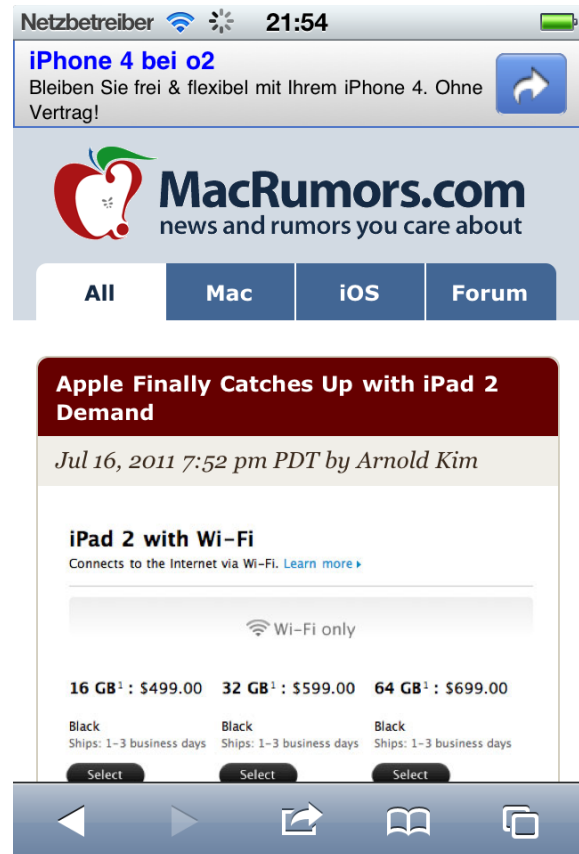 Netzbetreiber 21:54
iPhone 4 bei o2
Bleiben Sie frei & flexibel mit Ihrem iPhone 4. Ohne
Vertrag!
MacRumors.com
news and rumors you care about
All Mac iOS Forum
Apple Finally Catches Up with iPad 2
Demand
Jul 16, 2011 7:52 pm PDT by Arnold Kim
iPad 2 with Wi-Fi
Connects to the Internet via Wi-Fi. Learn more
Wi-Fi only
16 GB¹ : $499.00 32 GB¹ : $599.00 64 GB¹ : $699.00
Black Black Black
Ships: 1-3 business days Ships: 1-3 business days Ships: 1-3 business days
Select Select Select